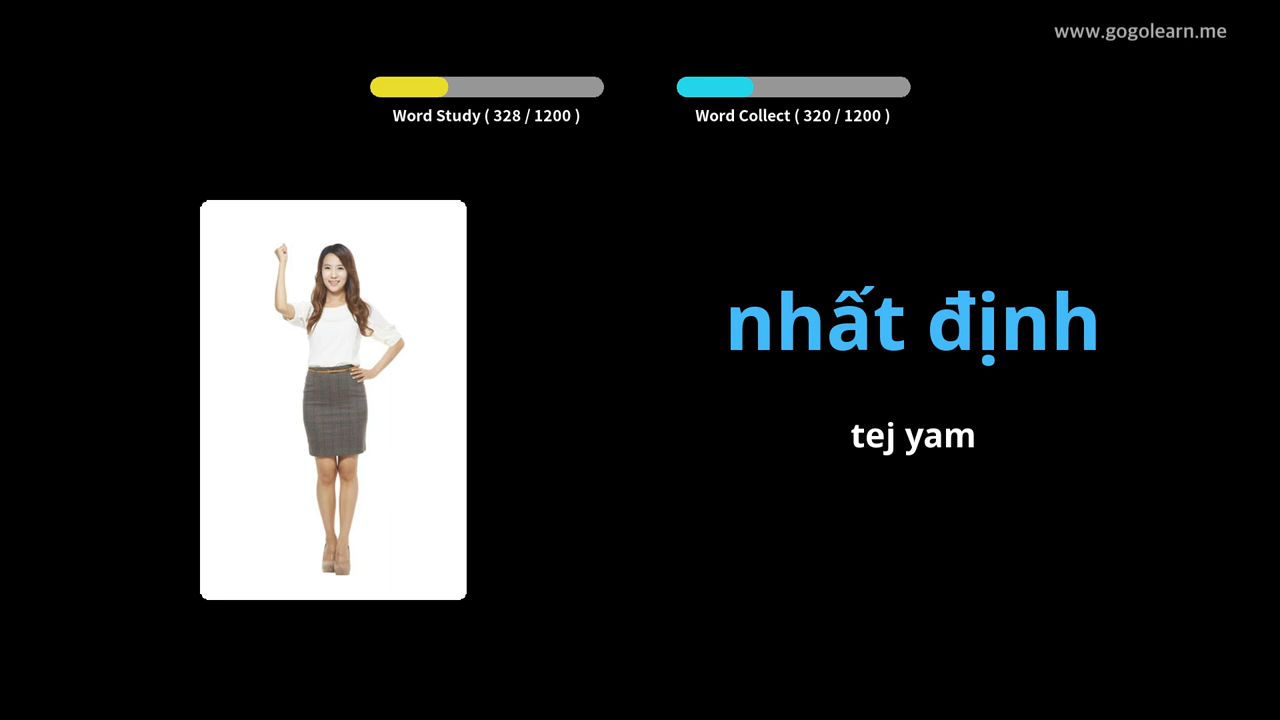 www.gogolearn.me
Word Study ( 328 / 1200 )
Word Collect ( 320 / 1200 )
nhất định
tej yam